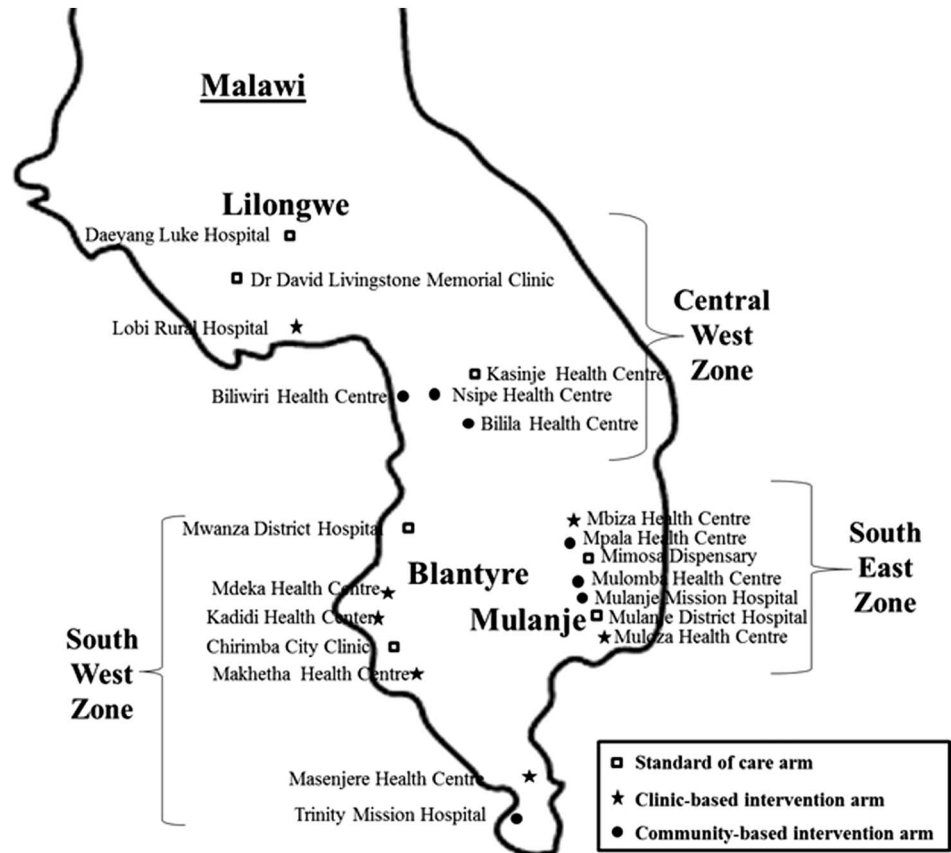 Malawi
Lilongwe
Daeyang Luke Hospital
Dr David Livingstone Memorial Clinic
Lobi Rural Hospital
Central
West
Zone
Kasinje Health Centre
Biliwiri Health Centre
Nsipe Health Centre
Bilila Health Centre
Mwanza District Hospital
Mbiza Health Centre
Mpala Health Centre
Mimosa Dispensary
South
East
Zone
Blantyre
Mulomba Health Centre
Mdeka Health Centre
Mulanje Mission Hospital
Kadidi Health Center
Mulanje
Mulanje District Hospital
Muloza Health Centre
Chirimba City Clinic
South
West
Zone
Makhetha Health Centre
Masenjere Health Centre
Trinity Mission Hospital
Standard of care arm
Clinic-based intervention arm
Community-based intervention arm